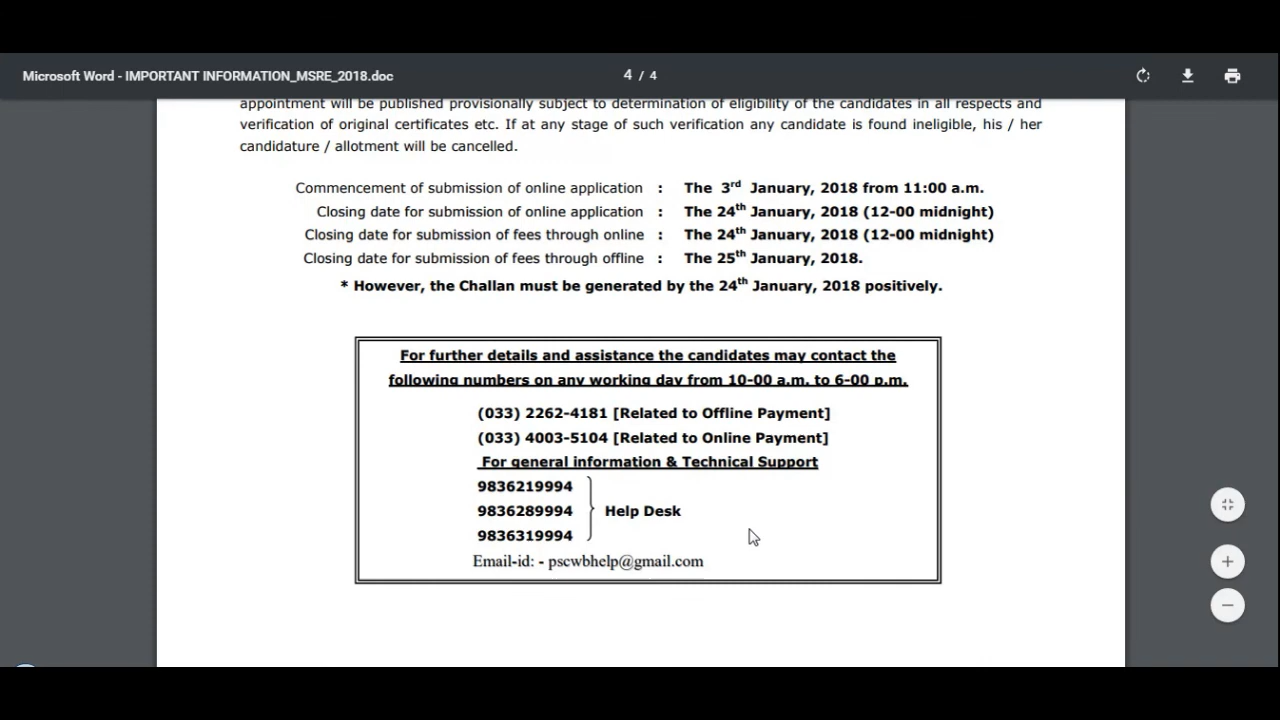 Microsoft Word - IMPORTANT INFORMATION_MSRE_2018.doc
4 / 4
appointment will be published provisionally subject to determination of eligibility of the candidates in all respects and
verification of original certificates etc. If at any stage of such verification any candidate is found ineligible, his / her
candidature / allotment will be cancelled.
Commencement of submission of online application : The 3rd January, 2018 from 11:00 a.m.
Closing date for submission of online application : The 24th January, 2018 (12-00 midnight)
Closing date for submission of fees through online : The 24th January, 2018 (12-00 midnight)
Closing date for submission of fees through offline : The 25th January, 2018.
* However, the Challan must be generated by the 24th January, 2018 positively.
For further details and assistance the candidates may contact the
following numbers on any working day from 10-00 a.m. to 6-00 p.m.
(033) 2262-4181 [Related to Offline Payment]
(033) 4003-5104 [Related to Online Payment]
For general information & Technical Support
9836219994
9836289994 Help Desk
9836319994
Email-id: - pscwbhelp@gmail.com